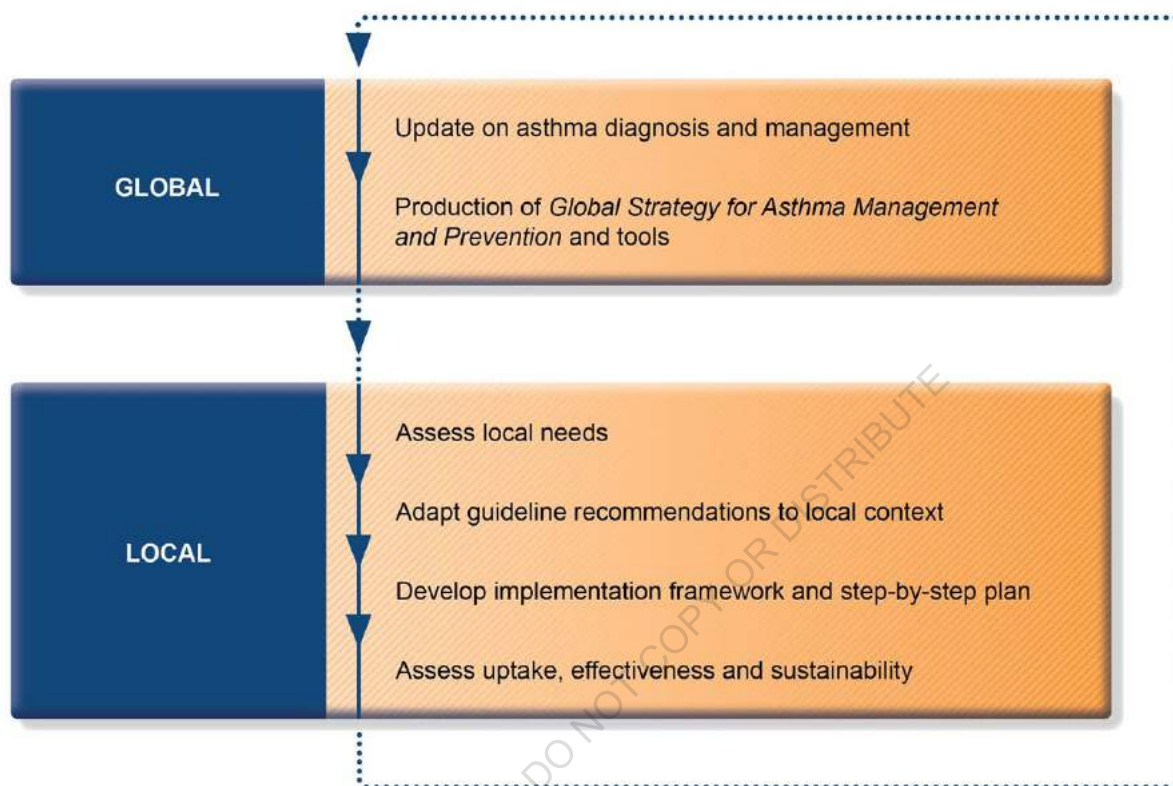 GLOBAL
Update on asthma diagnosis and management
Production of Global Strategy for Asthma Management
and Prevention and tools
LOCAL
Assess local needs
Adapt guideline recommendations to local context
Develop implementation framework and step-by-step plan
Assess uptake, effectiveness and sustainability
DO NOT COPY OR DISTRIBUTE